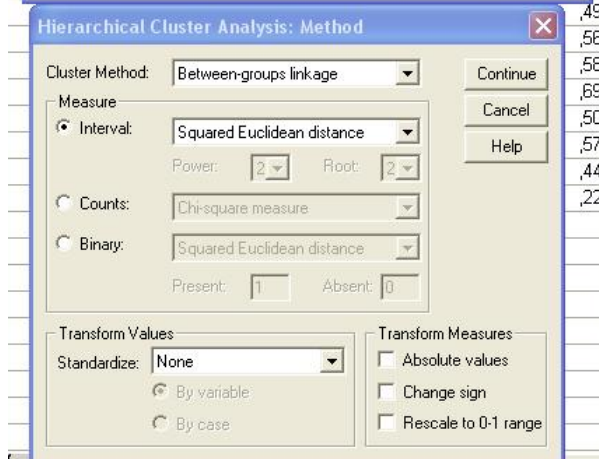 Hierarchical Cluster Analysis: Method
Cluster Method: Between-groups linkage
Continue
Cancel
Help
Measure
Interval: Squared Euclidean distance
Power: 2 Root: 2
Counts: Chi-square measure
Binary: Squared Euclidean distance
Present: 1 Absent: 0
Transform Values
Standardize: None
By variable
By case
Transform Measures
Absolute values
Change sign
Rescale to 0-1 range
,49
,56
,58
,69
,50
,57
,44
,22